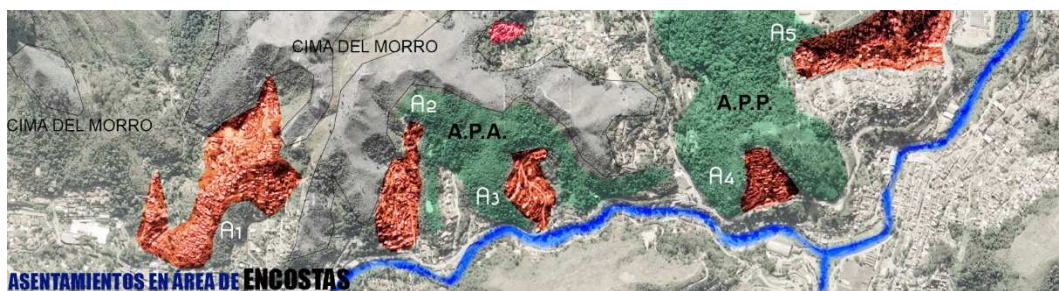 CIMA DEL MORRO
A5
A2
A.P.A.
A.P.P.
CIMA DEL MORRO
A3
A4
A1
ASENTAMIENTOS EN ÁREA DE ENCOSTAS